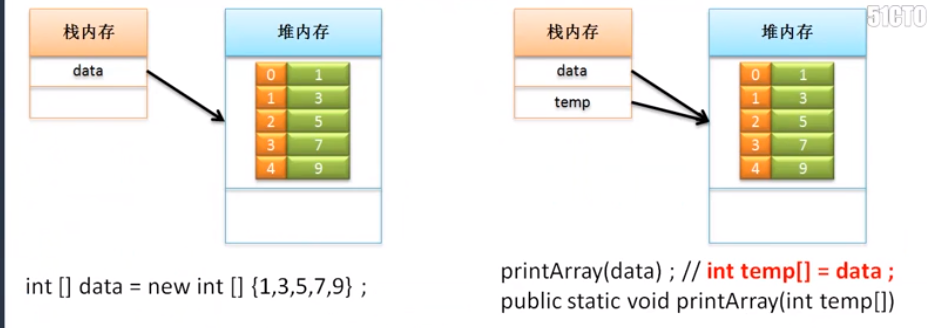 51CTO
栈内存
堆内存
data
0 1
1 3
2 5
3 7
4 9
int [] data = new int [] {1,3,5,7,9} ;
栈内存
堆内存
data
temp
0 1
1 3
2 5
3 7
4 9
printArray(data) ; // int temp[] = data ;
public static void printArray(int temp[])